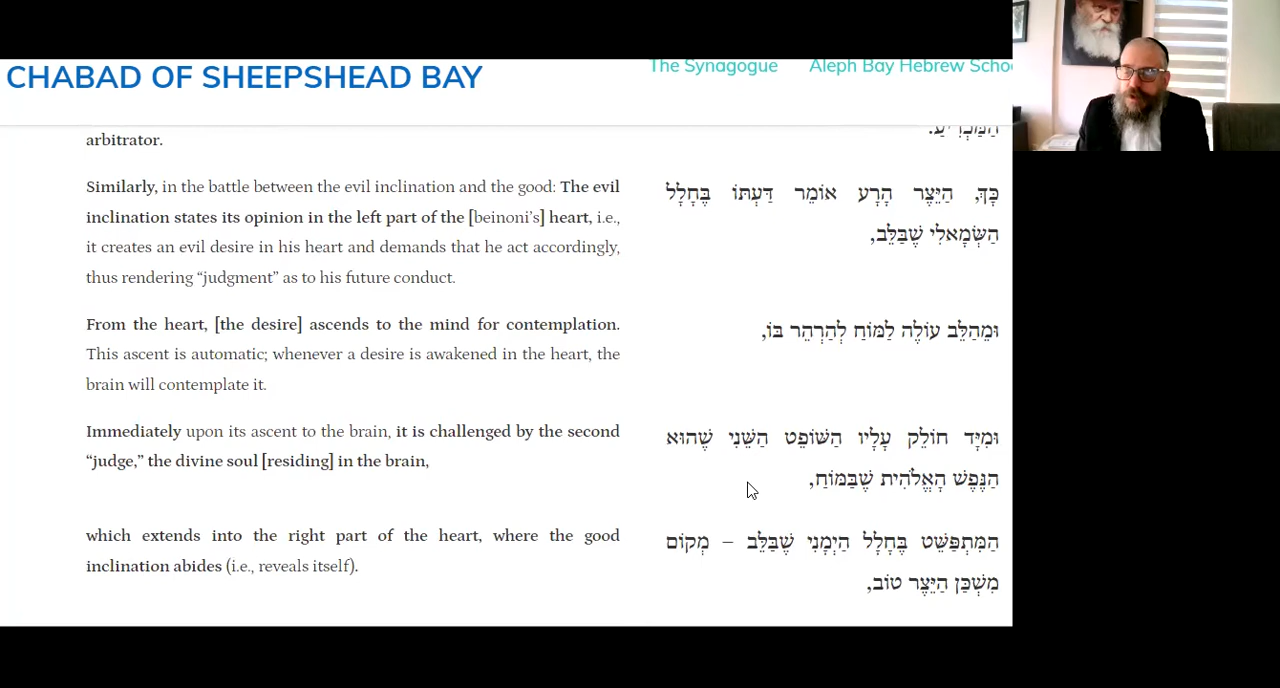 CHABAD OF SHEEPSHEAD BAY
The Synagogue
Aleph Bay Hebrew
arbitrator.
Similarly, in the battle between the evil inclination and the good: The evil
inclination states its opinion in the left part of the [beinoni’s] heart, i.e.,
it creates an evil desire in his heart and demands that he act accordingly,
thus rendering “judgment” as to his future conduct.
From the heart, [the desire] ascends to the mind for contemplation.
This ascent is automatic; whenever a desire is awakened in the heart, the
brain will contemplate it.
Immediately upon its ascent to the brain, it is challenged by the second
“judge,” the divine soul [residing] in the brain,
which extends into the right part of the heart, where the good
inclination abides (i.e., reveals itself).
כָּךְ, הַיֵּצֶר הָרָע אוֹמֵר דַּעְתּוֹ בֶּחָלָל
הַשְּׂמָאלִי שֶׁבַּלֵּב,
וּמֵהַלֵּב עוֹלֶה לַמּוֹחַ לְהַרְהֵר בּוֹ,
וּמִיָּד חוֹלֵק עָלָיו הַשּׁוֹפֵט הַשֵּׁנִי שֶׁהוּא
הַנֶּפֶשׁ הָאֱלֹהִית שֶׁבַּמּוֹחַ,
הַמִּתְפַּשֵּׁט בֶּחָלָל הַיְמָנִי שֶׁבַּלֵּב – מְקוֹם
מִשְׁכַּן הַיֵּצֶר טוֹב,